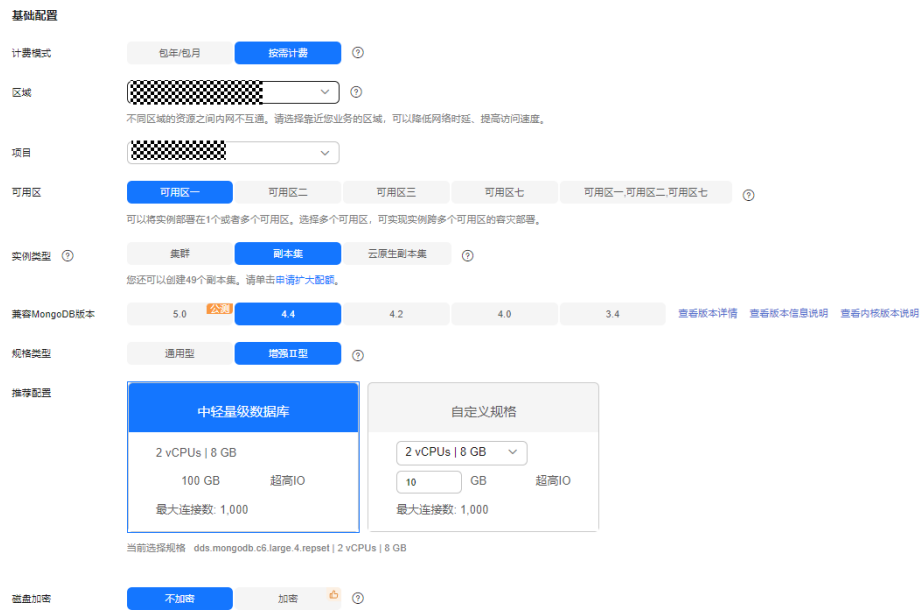 基础配置
计费模式 包年/包月 按需计费
区域
不同区域的资源之间内网不互通。请选择靠近您业务的区域，可以降低网络时延、提高访问速度。
项目
可用区 可用区一 可用区二 可用区三 可用区七 可用区一,可用区二,可用区七
可以将实例部署在1个或者多个可用区。选择多个可用区，可实现实例跨多个可用区的容灾部署。
实例类型 集群 副本集 云原生副本集
您还可以创建49个副本集。请单击申请扩大配额。
兼容MongoDB版本 5.0 公测 4.4 4.2 4.0 3.4 查看版本详情 查看版本信息说明 查看内核版本说明
规格类型 通用型 增强II型
推荐配置
中轻量级数据库 自定义规格
2 vCPUs | 8 GB 2 vCPUs | 8 GB
100 GB 超高IO 10 GB 超高IO
最大连接数: 1,000 最大连接数: 1,000
当前选择规格 dds.mongodb.c6.large.4.repset | 2 vCPUs | 8 GB
磁盘加密 不加密 加密